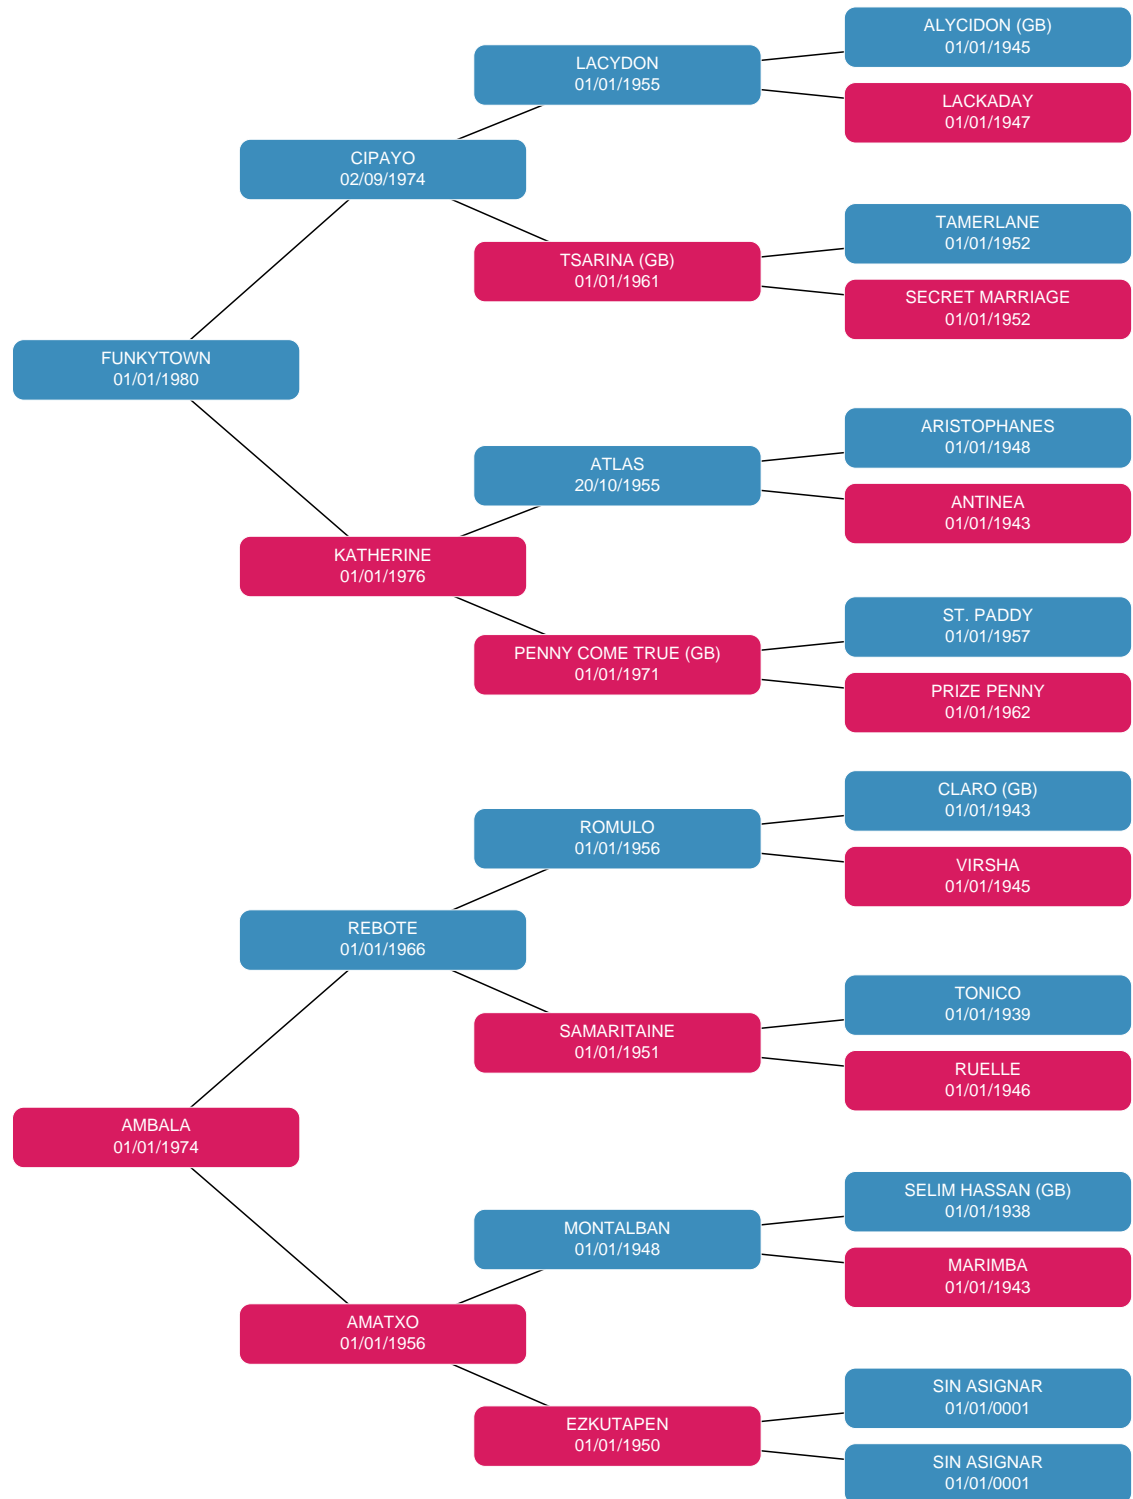 ALYCIDON (GB)
01/01/1945
LACYDON
01/01/1955
LACKADAY
01/01/1947
CIPAYO
02/09/1974
TAMERLANE
01/01/1952
TSARINA (GB)
01/01/1961
SECRET MARRIAGE
01/01/1952
FUNKYTOWN
01/01/1980
ARISTOPHANES
01/01/1948
ATLAS
20/10/1955
ANTINEA
01/01/1943
KATHERINE
01/01/1976
ST. PADDY
01/01/1957
PENNY COME TRUE (GB)
01/01/1971
PRIZE PENNY
01/01/1962
CLARO (GB)
01/01/1943
ROMULO
01/01/1956
VIRSHA
01/01/1945
REBOTE
01/01/1966
TONICO
01/01/1939
SAMARITAINE
01/01/1951
RUELLE
01/01/1946
AMBALA
01/01/1974
SELIM HASSAN (GB)
01/01/1938
MONTALBAN
01/01/1948
MARIMBA
01/01/1943
AMATXO
01/01/1956
SIN ASIGNAR
01/01/0001
EZKUTAPEN
01/01/1950
SIN ASIGNAR
01/01/0001